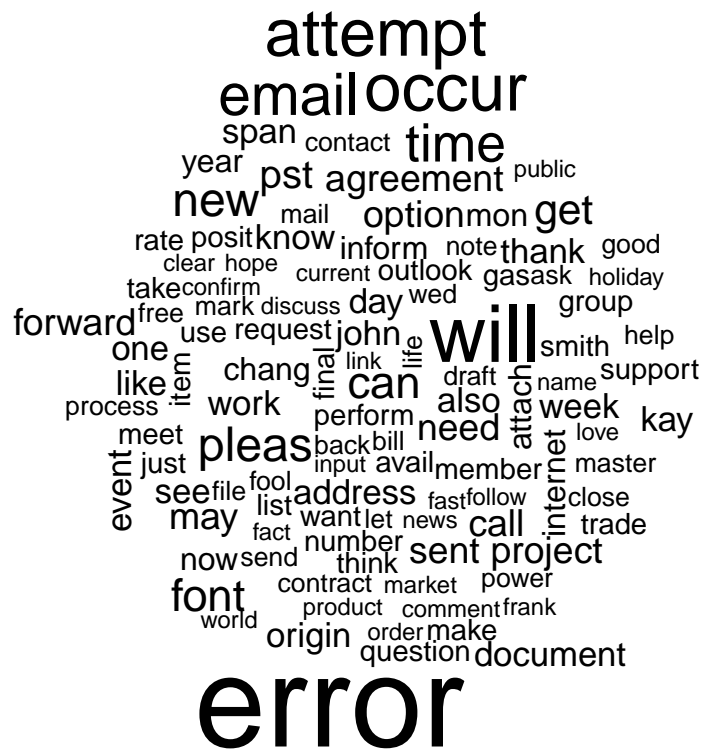 attempt
email occur
span contact time
year pst agreement public
new mail option mon get
rate posit know inform note thank good
clear hope current outlook gas ask holiday
take confirm
forward free mark discuss day wed group
one use request john will smith help
like item chang final link life can draft attach name support
process work perform also week kay
meet pleas back bill need internet love
event just input avail member master
see file fool list address fast follow close
may fact want let news call trade
now send number think sent project
font contract market power
world product comment frank
origin order make
question document
error